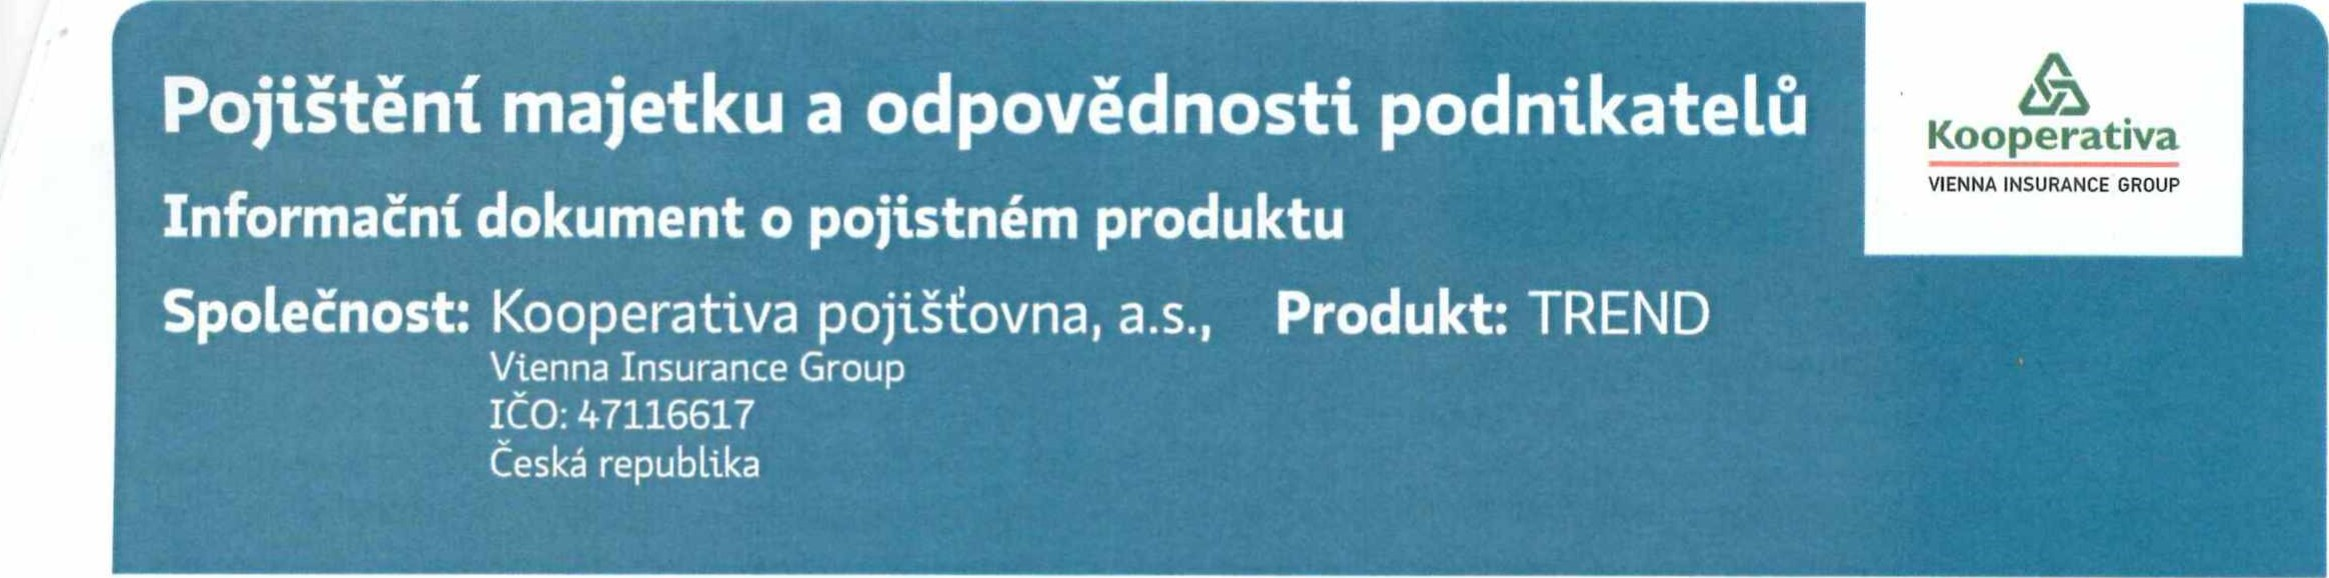 Pojištění majetku a odpovědnosti podnikatelů
Kooperativa
VIENNA INSURANCE GROUP
Informační dokument o pojistném produktu
Společnost: Kooperativa pojišťovna, a.s., Produkt: TREND
Vienna Insurance Group
IČO: 47116617
Česká republika